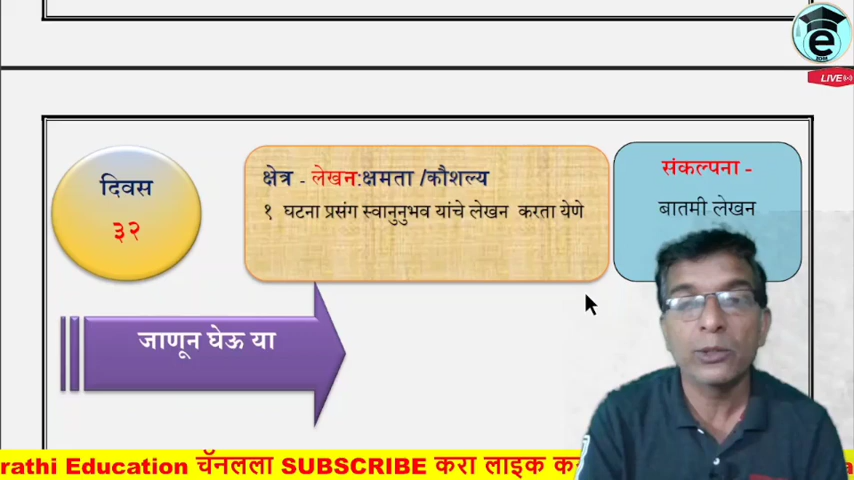 e
LIVE
दिवस
३२
क्षेत्र - लेखन:क्षमता /कौशल्य
१ घटना प्रसंग स्वानुनुभव यांचे लेखन करता येणे
संकल्पना -
बातमी लेखन
जाणून घेऊ या
rathi Education चॅनलला SUBSCRIBE करा लाइक कर